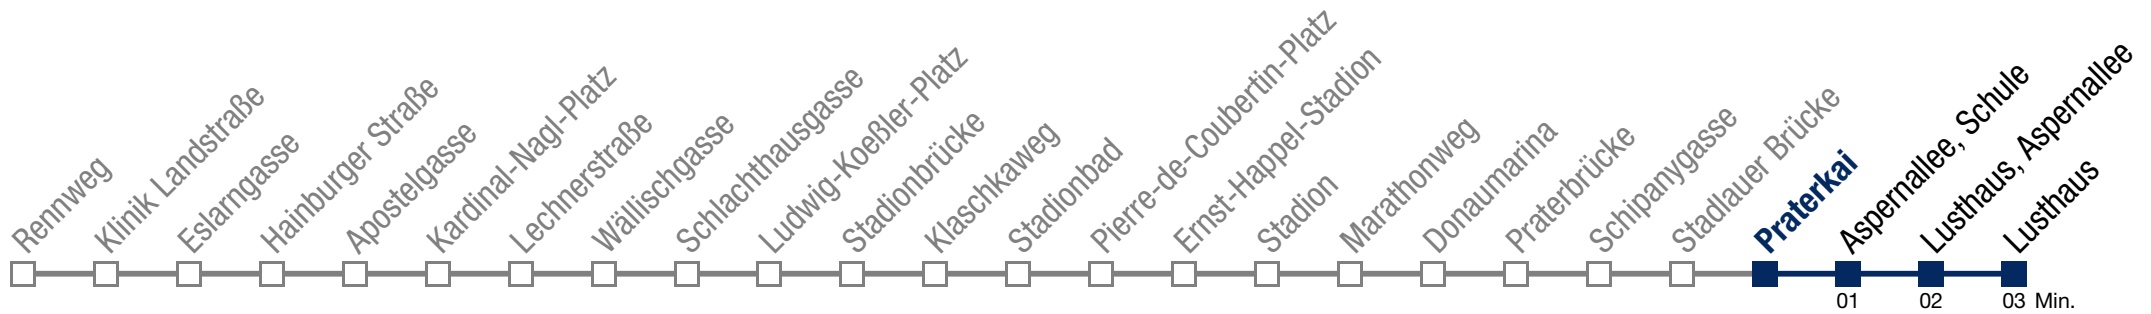 Rennweg
Klinik Landstraße
Eslarngasse
Hainburger Straße
Apostelgasse
Kardinal-Nagl-Platz
Lechnerstraße
Wällischgasse
Schlachthausgasse
Ludwig-Koeßler-Platz
Stadionbrücke
Klaschkaweg
Stadionbad
Pierre-de-Coubertin-Platz
Ernst-Happel-Stadion
Stadion
Marathonweg
Donaumarina
Praterbrücke
Schipanygasse
Stadlauer Brücke
Praterkai
Aspernallee, Schule
Lusthaus, Aspernallee
Lusthaus
01 02 03 Min.